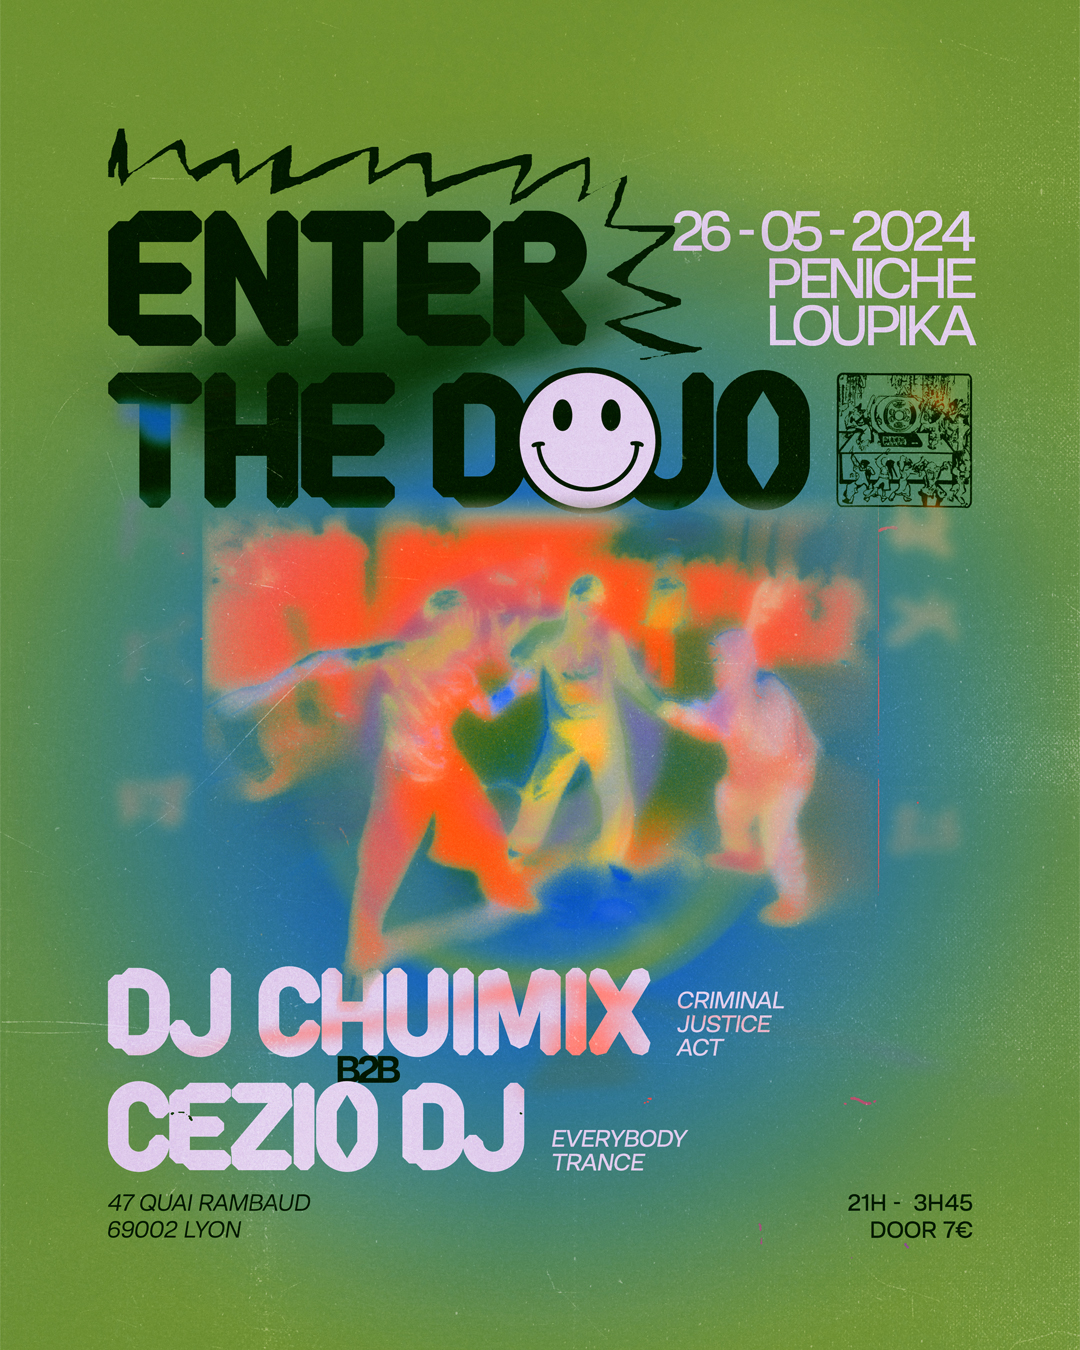 ENTER
THE DOJO
26-05-2024
PENICHE
LOUPIKA
DJ CHUIMIX
CRIMINAL
JUSTICE
ACT
B2B
CEZIO DJ
EVERYBODY
TRANCE
47 QUAI RAMBAUD
69002 LYON
21H - 3H45
DOOR 7€